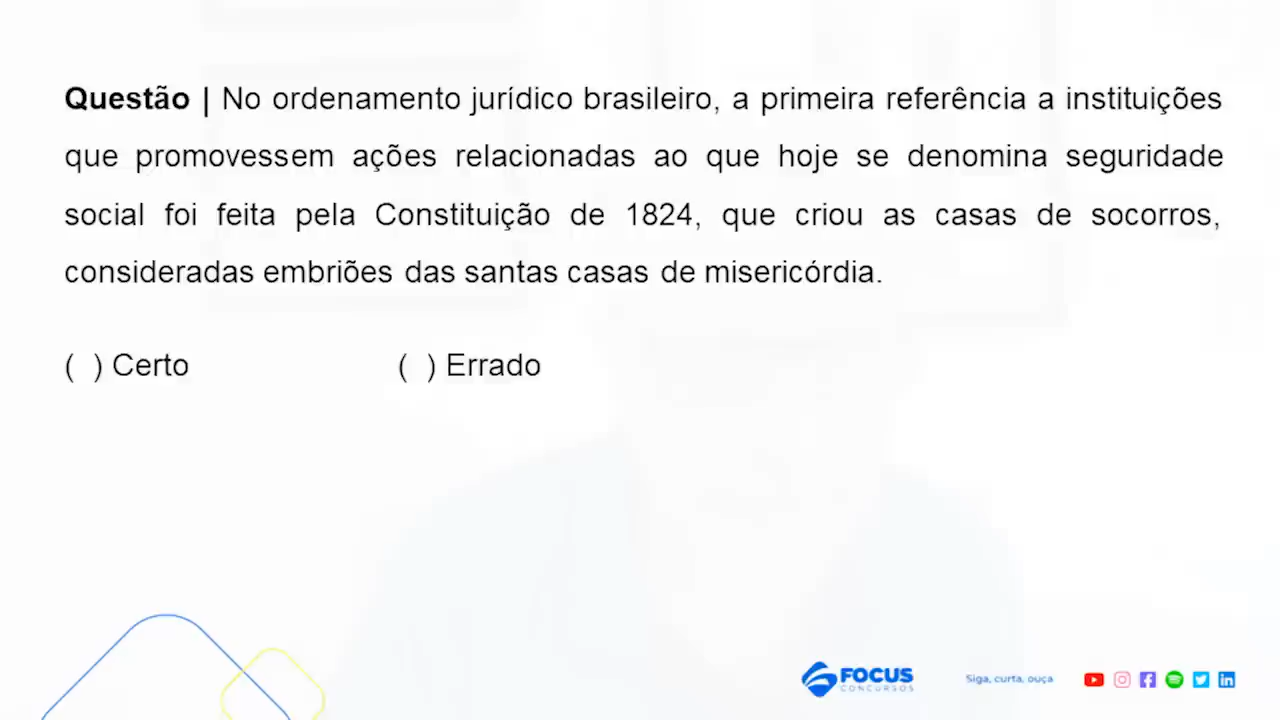 Questão | No ordenamento jurídico brasileiro, a primeira referência a instituições
que promovessem ações relacionadas ao que hoje se denomina seguridade
social foi feita pela Constituição de 1824, que criou as casas de socorros,
consideradas embriões das santas casas de misericórdia.
( ) Certo ( ) Errado
FOCUS
CONCURSOS
Siga, curta, ouça